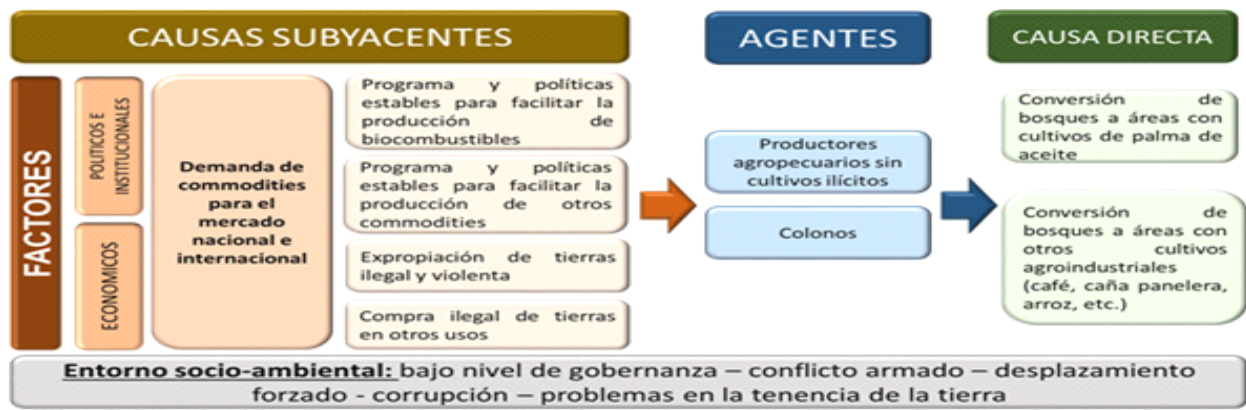 CAUSAS SUBYACENTES
AGENTES
CAUSA DIRECTA
FACTORES
POLITICOS E
INSTITUCIONALES
ECONOMICOS
Demanda de
commodities
para el
mercado
nacional e
internacional
Programa y políticas
estables para facilitar la
producción de
biocombustibles
Programa y políticas
estables para facilitar la
producción de otros
commodities
Expropiación de tierras
ilegal y violenta
Compra ilegal de tierras
en otros usos
Productores
agropecuarios sin
cultivos ilícitos
Colonos
Conversión de
bosques a áreas con
cultivos de palma de
aceite
Conversión de
bosques a áreas con
otros cultivos
agroindustriales
(café, caña panelera,
arroz, etc.)
Entorno socio-ambiental: bajo nivel de gobernanza – conflicto armado – desplazamiento
forzado - corrupción – problemas en la tenencia de la tierra